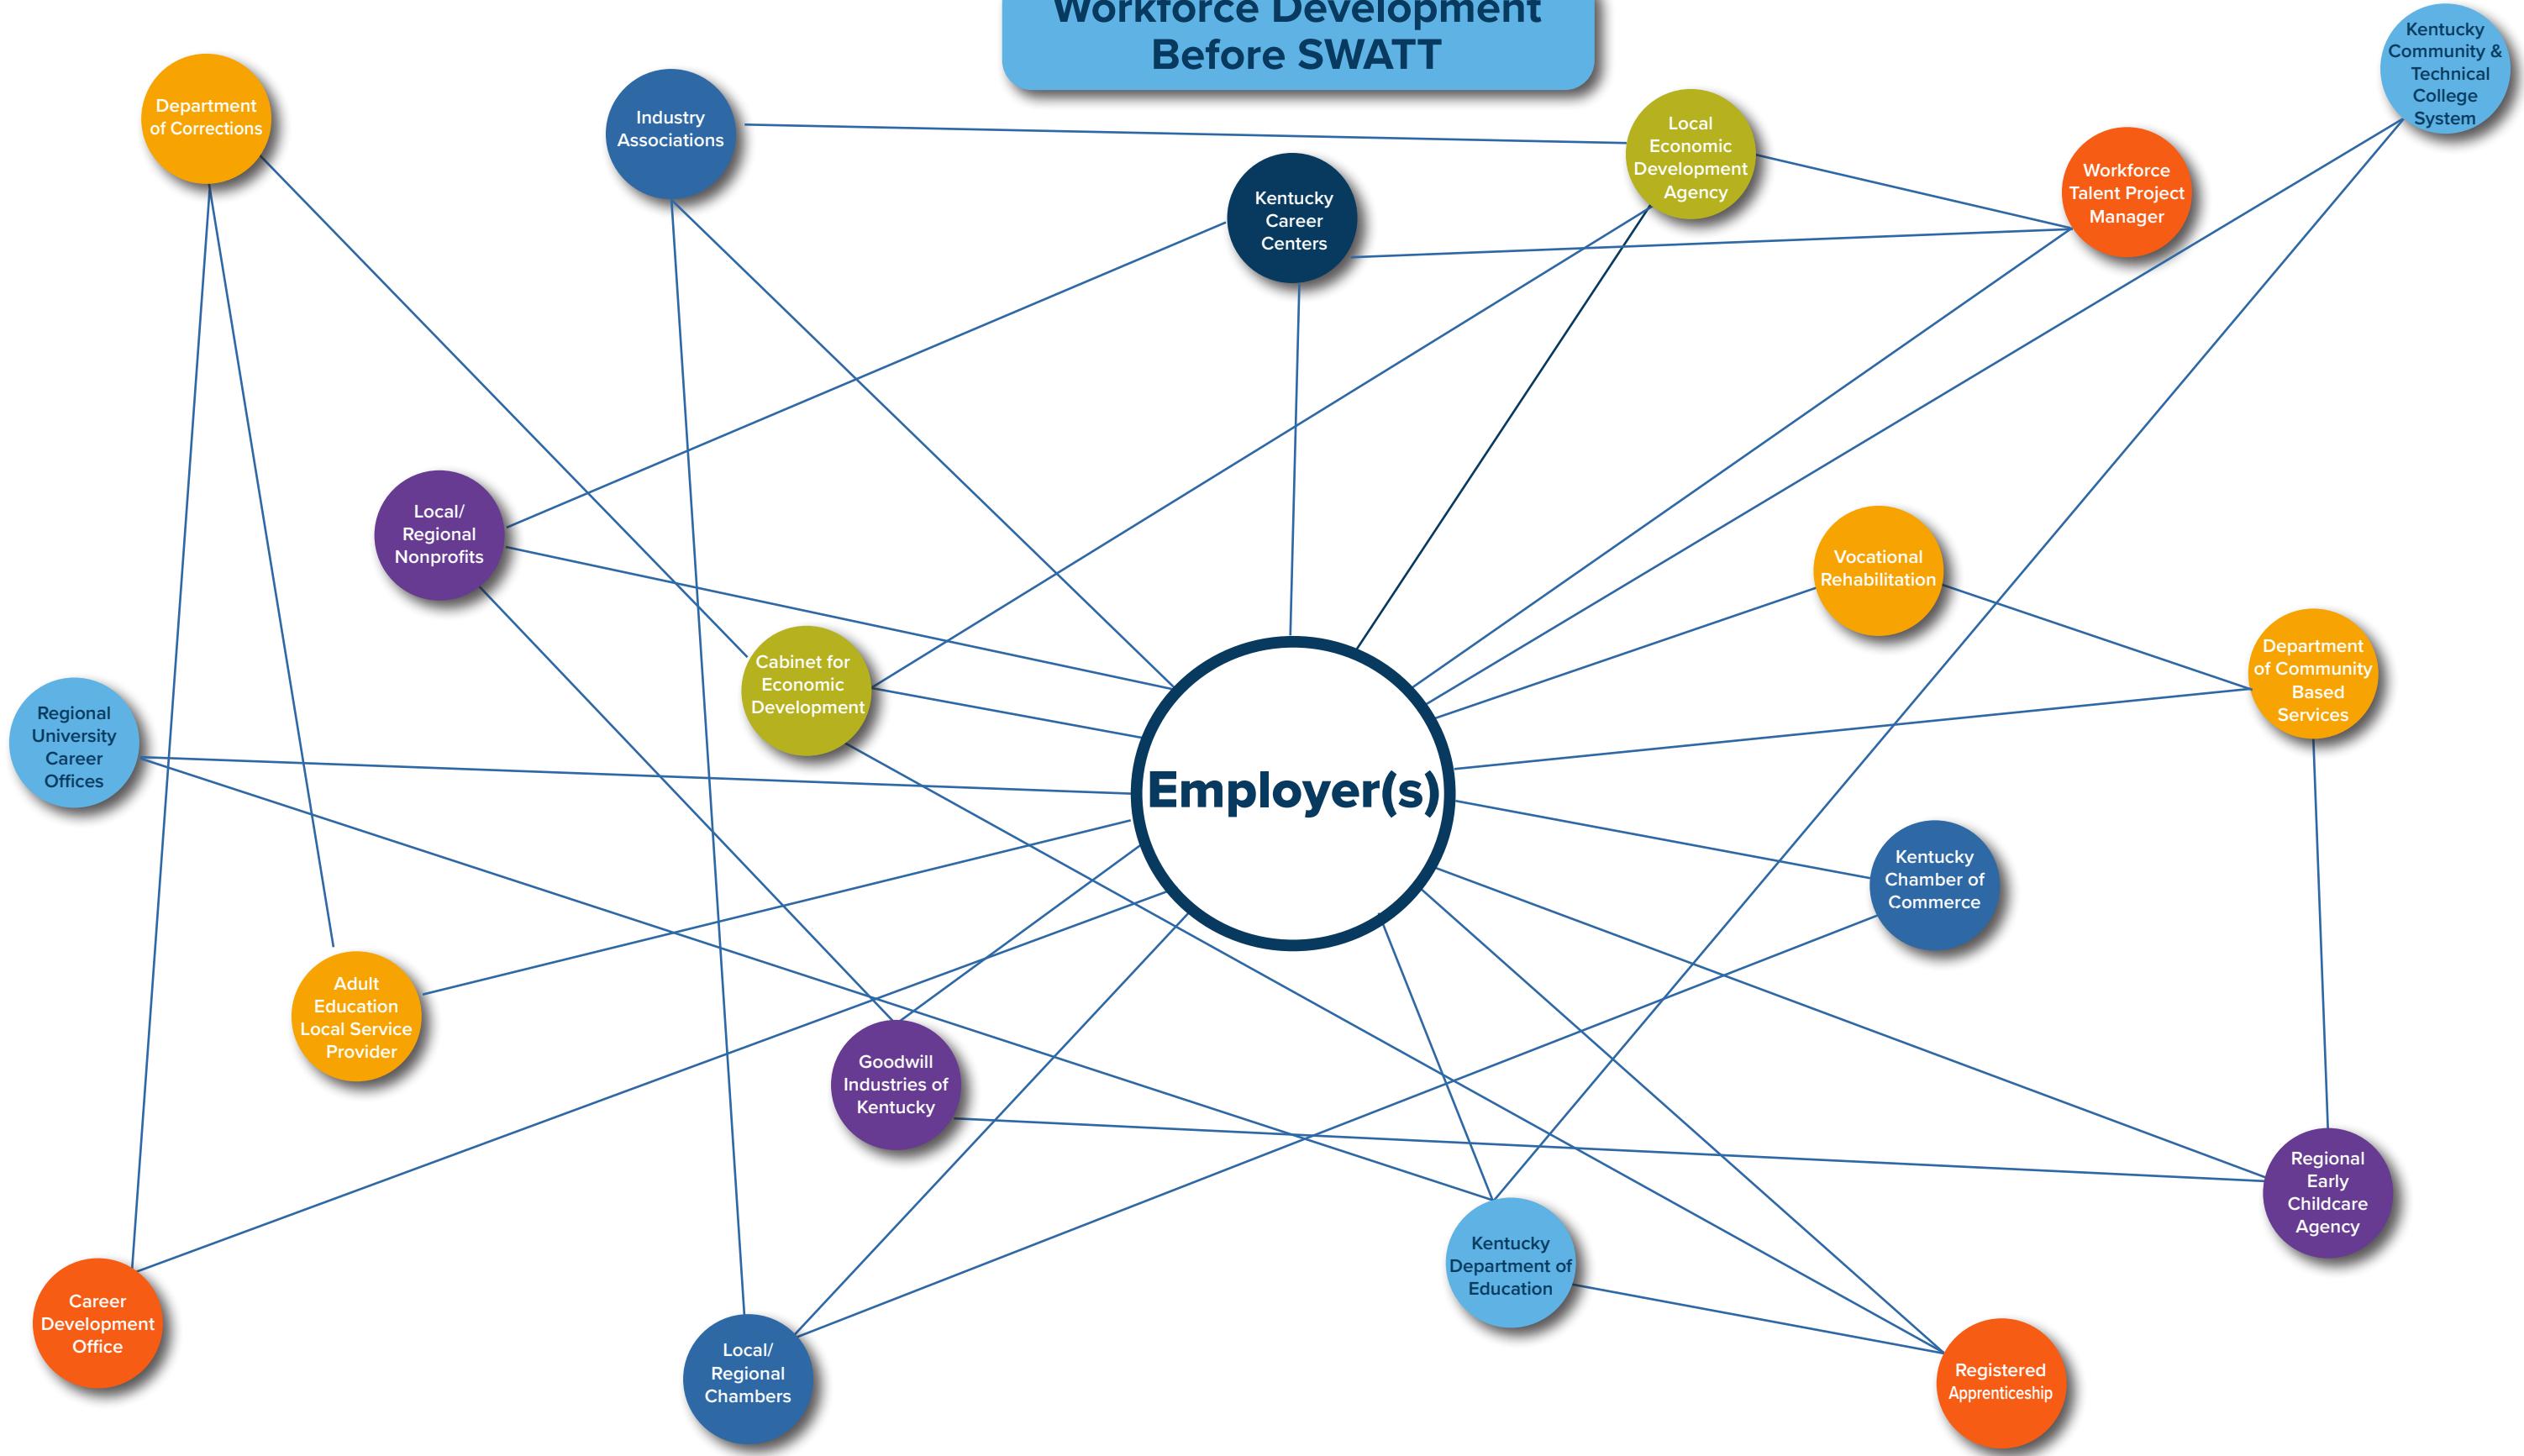 Workforce Development
Before SWATT
Kentucky
Community &
Technical
College
System
Department
of Corrections
Industry
Associations
Local
Economic
Development
Agency
Workforce
Talent Project
Manager
Kentucky
Career
Centers
Local/
Regional
Nonprofits
Vocational
Rehabilitation
Cabinet for
Economic
Development
Department
of Community
Based
Services
Regional
University
Career
Offices
Employer(s)
Kentucky
Chamber of
Commerce
Adult
Education
Local Service
Provider
Goodwill
Industries of
Kentucky
Regional
Early
Childcare
Agency
Kentucky
Department of
Education
Career
Development
Office
Local/
Regional
Chambers
Registered
Apprenticeship